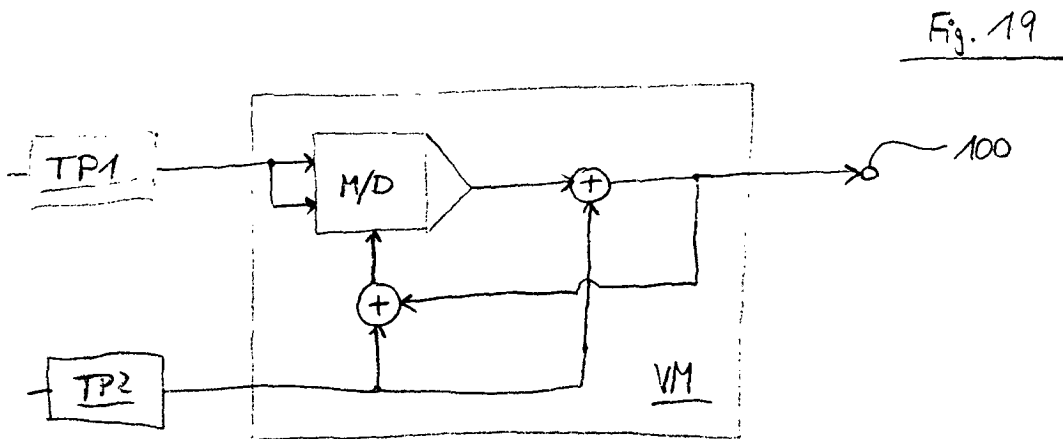 Fig. 19
TP1
M/D
+
100
+
TP2
VM